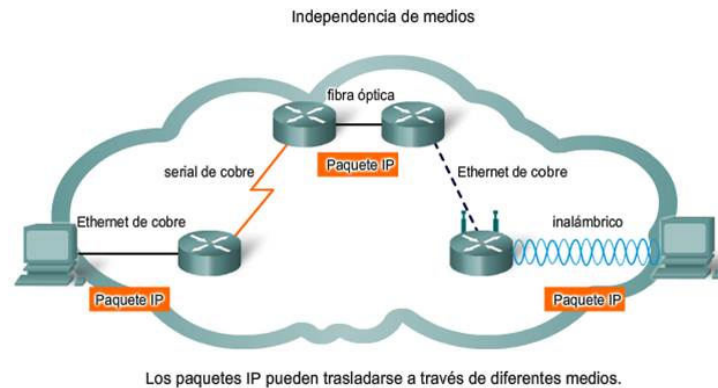 Independencia de medios
fibra óptica
Paquete IP
serial de cobre
Ethernet de cobre
Ethernet de cobre
inalámbrico
Paquete IP
Paquete IP
Los paquetes IP pueden trasladarse a través de diferentes medios.